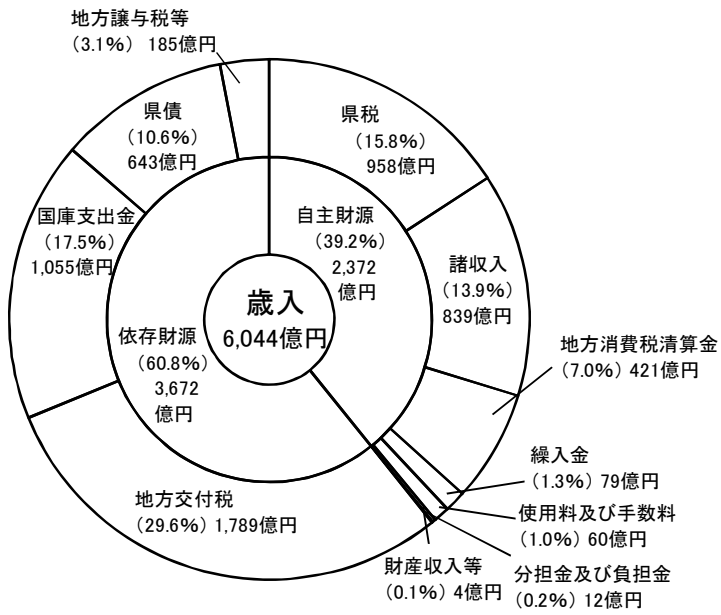 地方譲与税等
(3.1%) 185億円
県債
(10.6%)
643億円
県税
(15.8%)
958億円
国庫支出金
(17.5%)
1,055億円
自主財源
(39.2%)
2,372
億円
諸収入
(13.9%)
839億円
歳入
6,044億円
依存財源
(60.8%)
3,672
億円
地方消費税清算金
(7.0%) 421億円
繰入金
(1.3%) 79億円
使用料及び手数料
(1.0%) 60億円
地方交付税
(29.6%) 1,789億円
財産収入等
(0.1%) 4億円
分担金及び負担金
(0.2%) 12億円